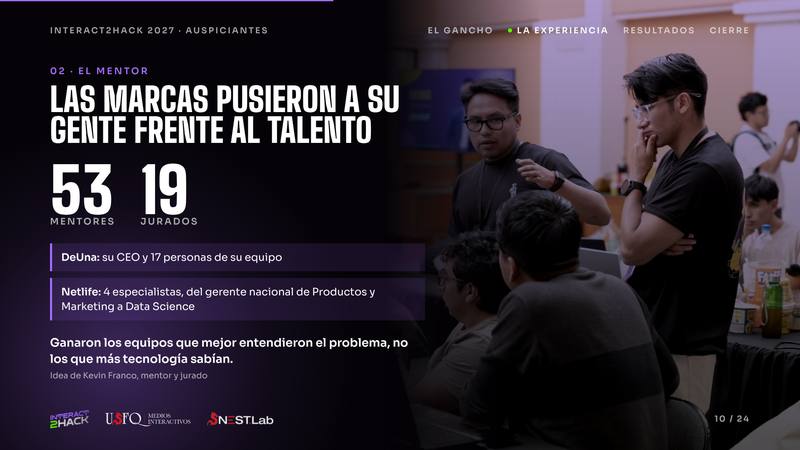 INTERACT2HACK 2027 · AUSPICIANTES
EL GANCHO
LA EXPERIENCIA
RESULTADOS
CIERRE
02 · EL MENTOR
LAS MARCAS PUSIERON A SU
GENTE FRENTE AL TALENTO
53
MENTORES
19
JURADOS
DeUna: su CEO y 17 personas de su equipo
Netlife: 4 especialistas, del gerente nacional de Productos y
Marketing a Data Science
Ganaron los equipos que mejor entendieron el problema, no
los que más tecnología sabían.
Idea de Kevin Franco, mentor y jurado
INTERACT
2HACK
USFQ
MEDIOS
INTERACTIVOS
NESTLab
10 / 24